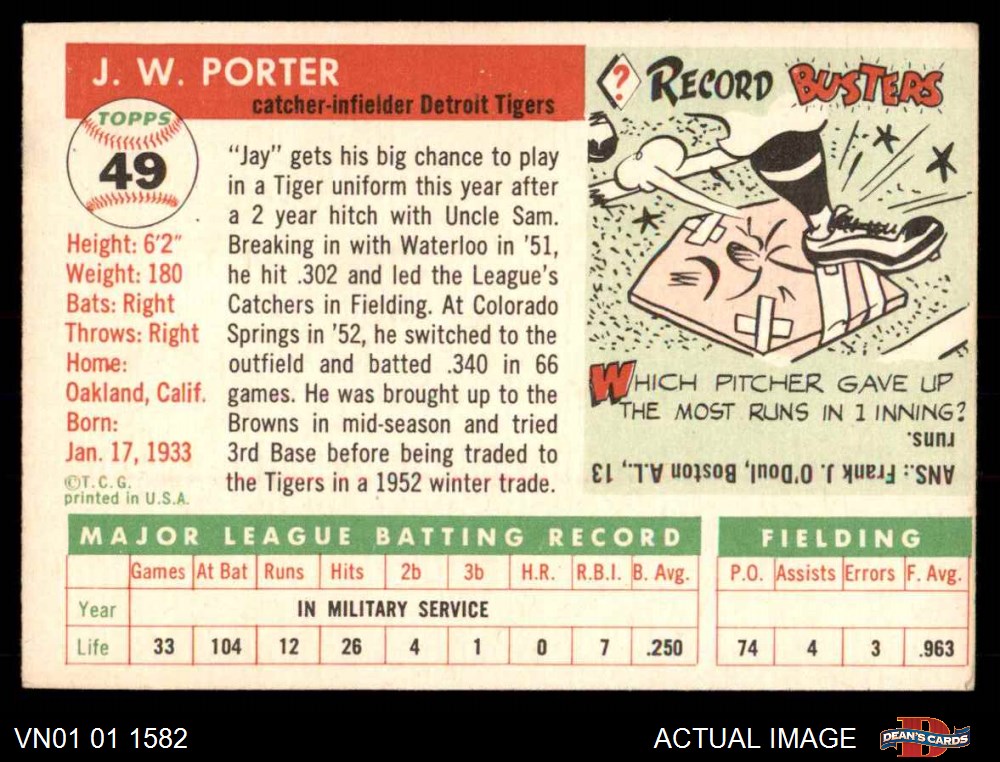 J. W. PORTER
catcher-infielder Detroit Tigers
TOPPS
49
Height: 6'2"
Weight: 180
Bats: Right
Throws: Right
Home:
Oakland, Calif.
Born:
Jan. 17, 1933
©T.C.G.
printed in U.S.A.
"Jay" gets his big chance to play
in a Tiger uniform this year after
a 2 year hitch with Uncle Sam.
Breaking in with Waterloo in '51,
he hit .302 and led the League's
Catchers in Fielding. At Colorado
Springs in '52, he switched to the
outfield and batted .340 in 66
games. He was brought up to the
Browns in mid-season and tried
3rd Base before being traded to
the Tigers in a 1952 winter trade.
? RECORD BUSTERS
WHICH PITCHER GAVE UP
THE MOST RUNS IN 1 INNING?
ANS.: Frank J. O'Doul, Boston A.L., 13
runs.
MAJOR LEAGUE BATTING RECORD
Games At Bat Runs Hits 2b 3b H.R. R.B.I. B. Avg.
Year IN MILITARY SERVICE
Life 33 104 12 26 4 1 0 7 .250
FIELDING
P.O. Assists Errors F. Avg.
74 4 3 .963
VN01 01 1582
ACTUAL IMAGE
D
DEAN'S CARDS